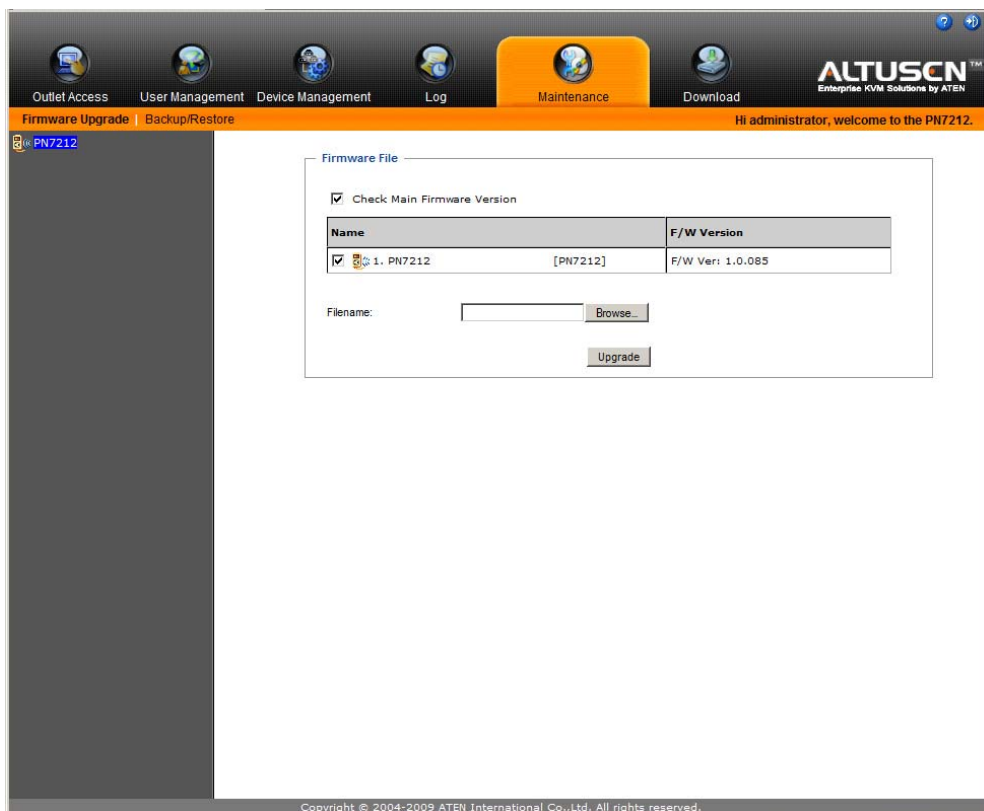 Outlet Access User Management Device Management Log Maintenance Download
ALTUSEN™
Enterprise KVM Solutions by ATEN
Firmware Upgrade | Backup/Restore
Hi administrator, welcome to the PN7212.
PN7212
Firmware File
Check Main Firmware Version
Name F/W Version
1. PN7212 [PN7212] F/W Ver: 1.0.085
Filename: Browse...
Upgrade
Copyright © 2004-2009 ATEN International Co.,Ltd. All rights reserved.